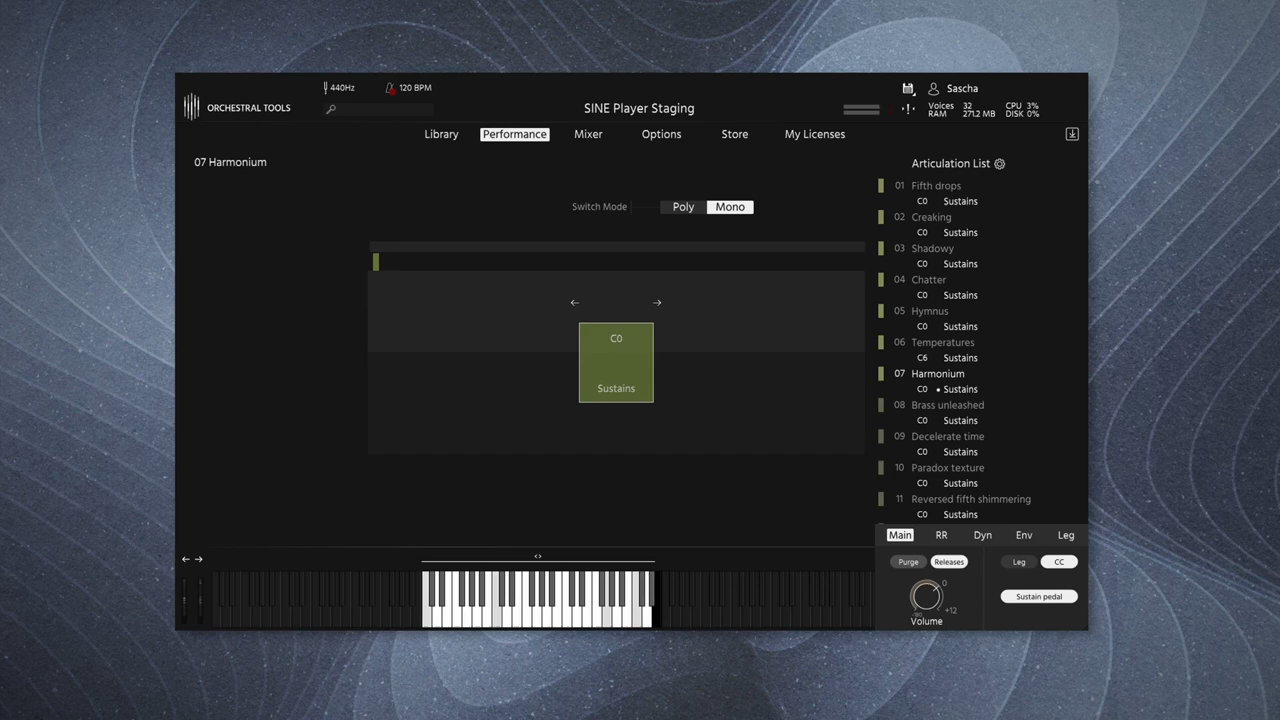 440Hz
120 BPM
Sascha
ORCHESTRAL TOOLS
SINE Player Staging
Voices 32 CPU 3%
RAM 271.2 MB DISK 0%
Library Performance Mixer Options Store My Licenses
07 Harmonium
Articulation List
Switch Mode Poly Mono
01 Fifth drops
C0 Sustains
02 Creaking
C0 Sustains
03 Shadowy
C0 Sustains
04 Chatter
C0 Sustains
05 Hymnus
C0 Sustains
06 Temperatures
C6 Sustains
07 Harmonium
C0 Sustains
08 Brass unleashed
C0 Sustains
09 Decelerate time
C0 Sustains
10 Paradox texture
C0 Sustains
11 Reversed fifth shimmering
C0 Sustains
C0
Sustains
Main RR Dyn Env Leg
Purge Releases Leg CC
0
Sustain pedal
+12
Volume